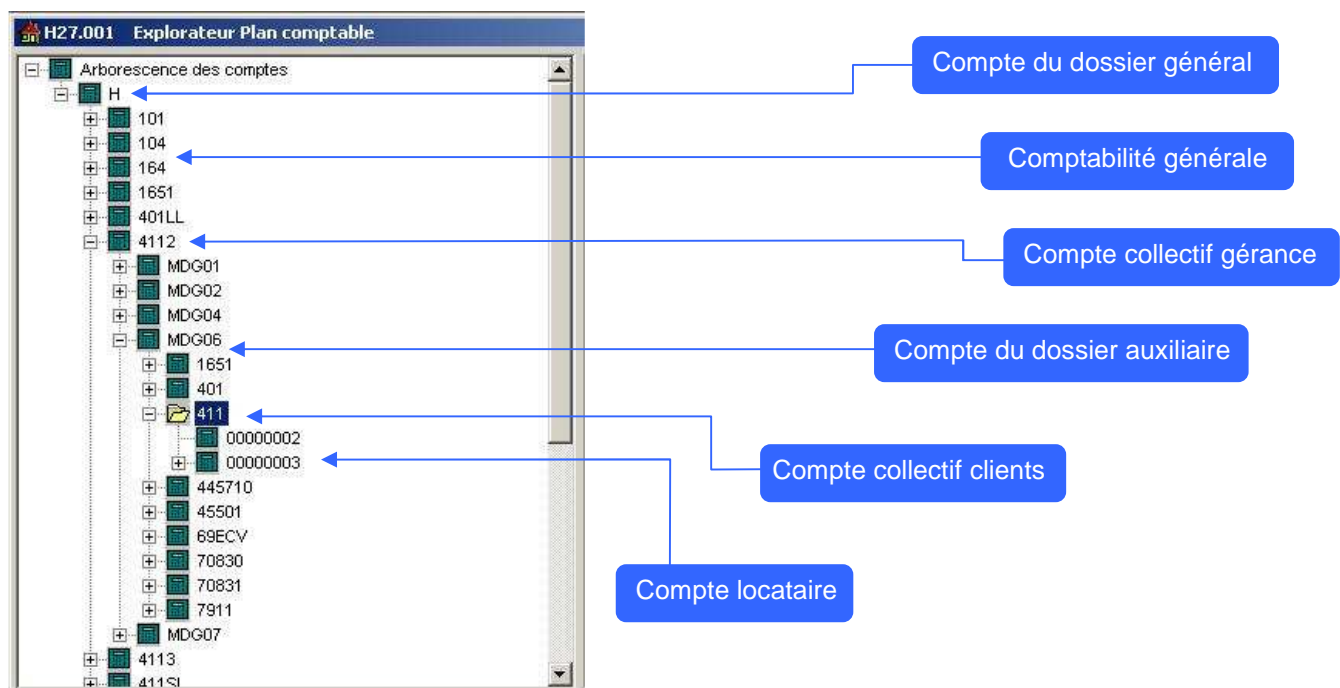 H27.001 Explorateur Plan comptable
Arborescence des comptes
H
101
104
164
1651
401LL
4112
MDG01
MDG02
MDG04
MDG06
1651
401
411
00000002
00000003
445710
45501
69ECV
70830
70831
7911
MDG07
4113
411SL
Compte du dossier général
Comptabilité générale
Compte collectif gérance
Compte du dossier auxiliaire
Compte collectif clients
Compte locataire